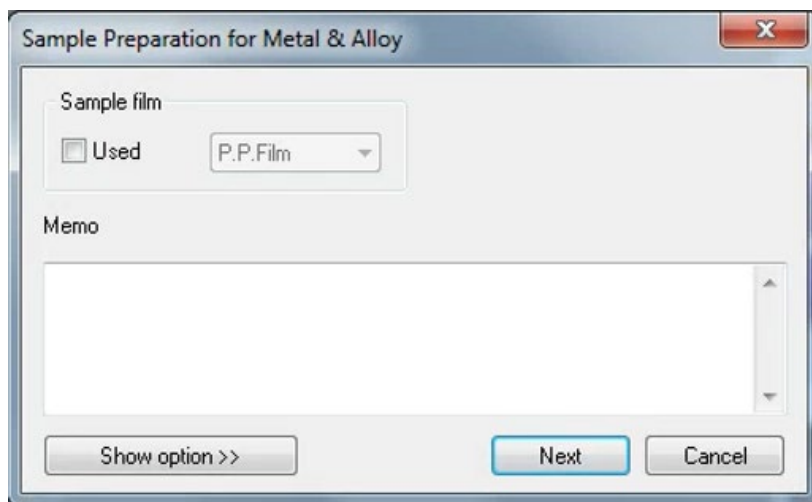 Sample Preparation for Metal & Alloy
Sample film
Used P.P.Film
Memo
Show option >> Next Cancel